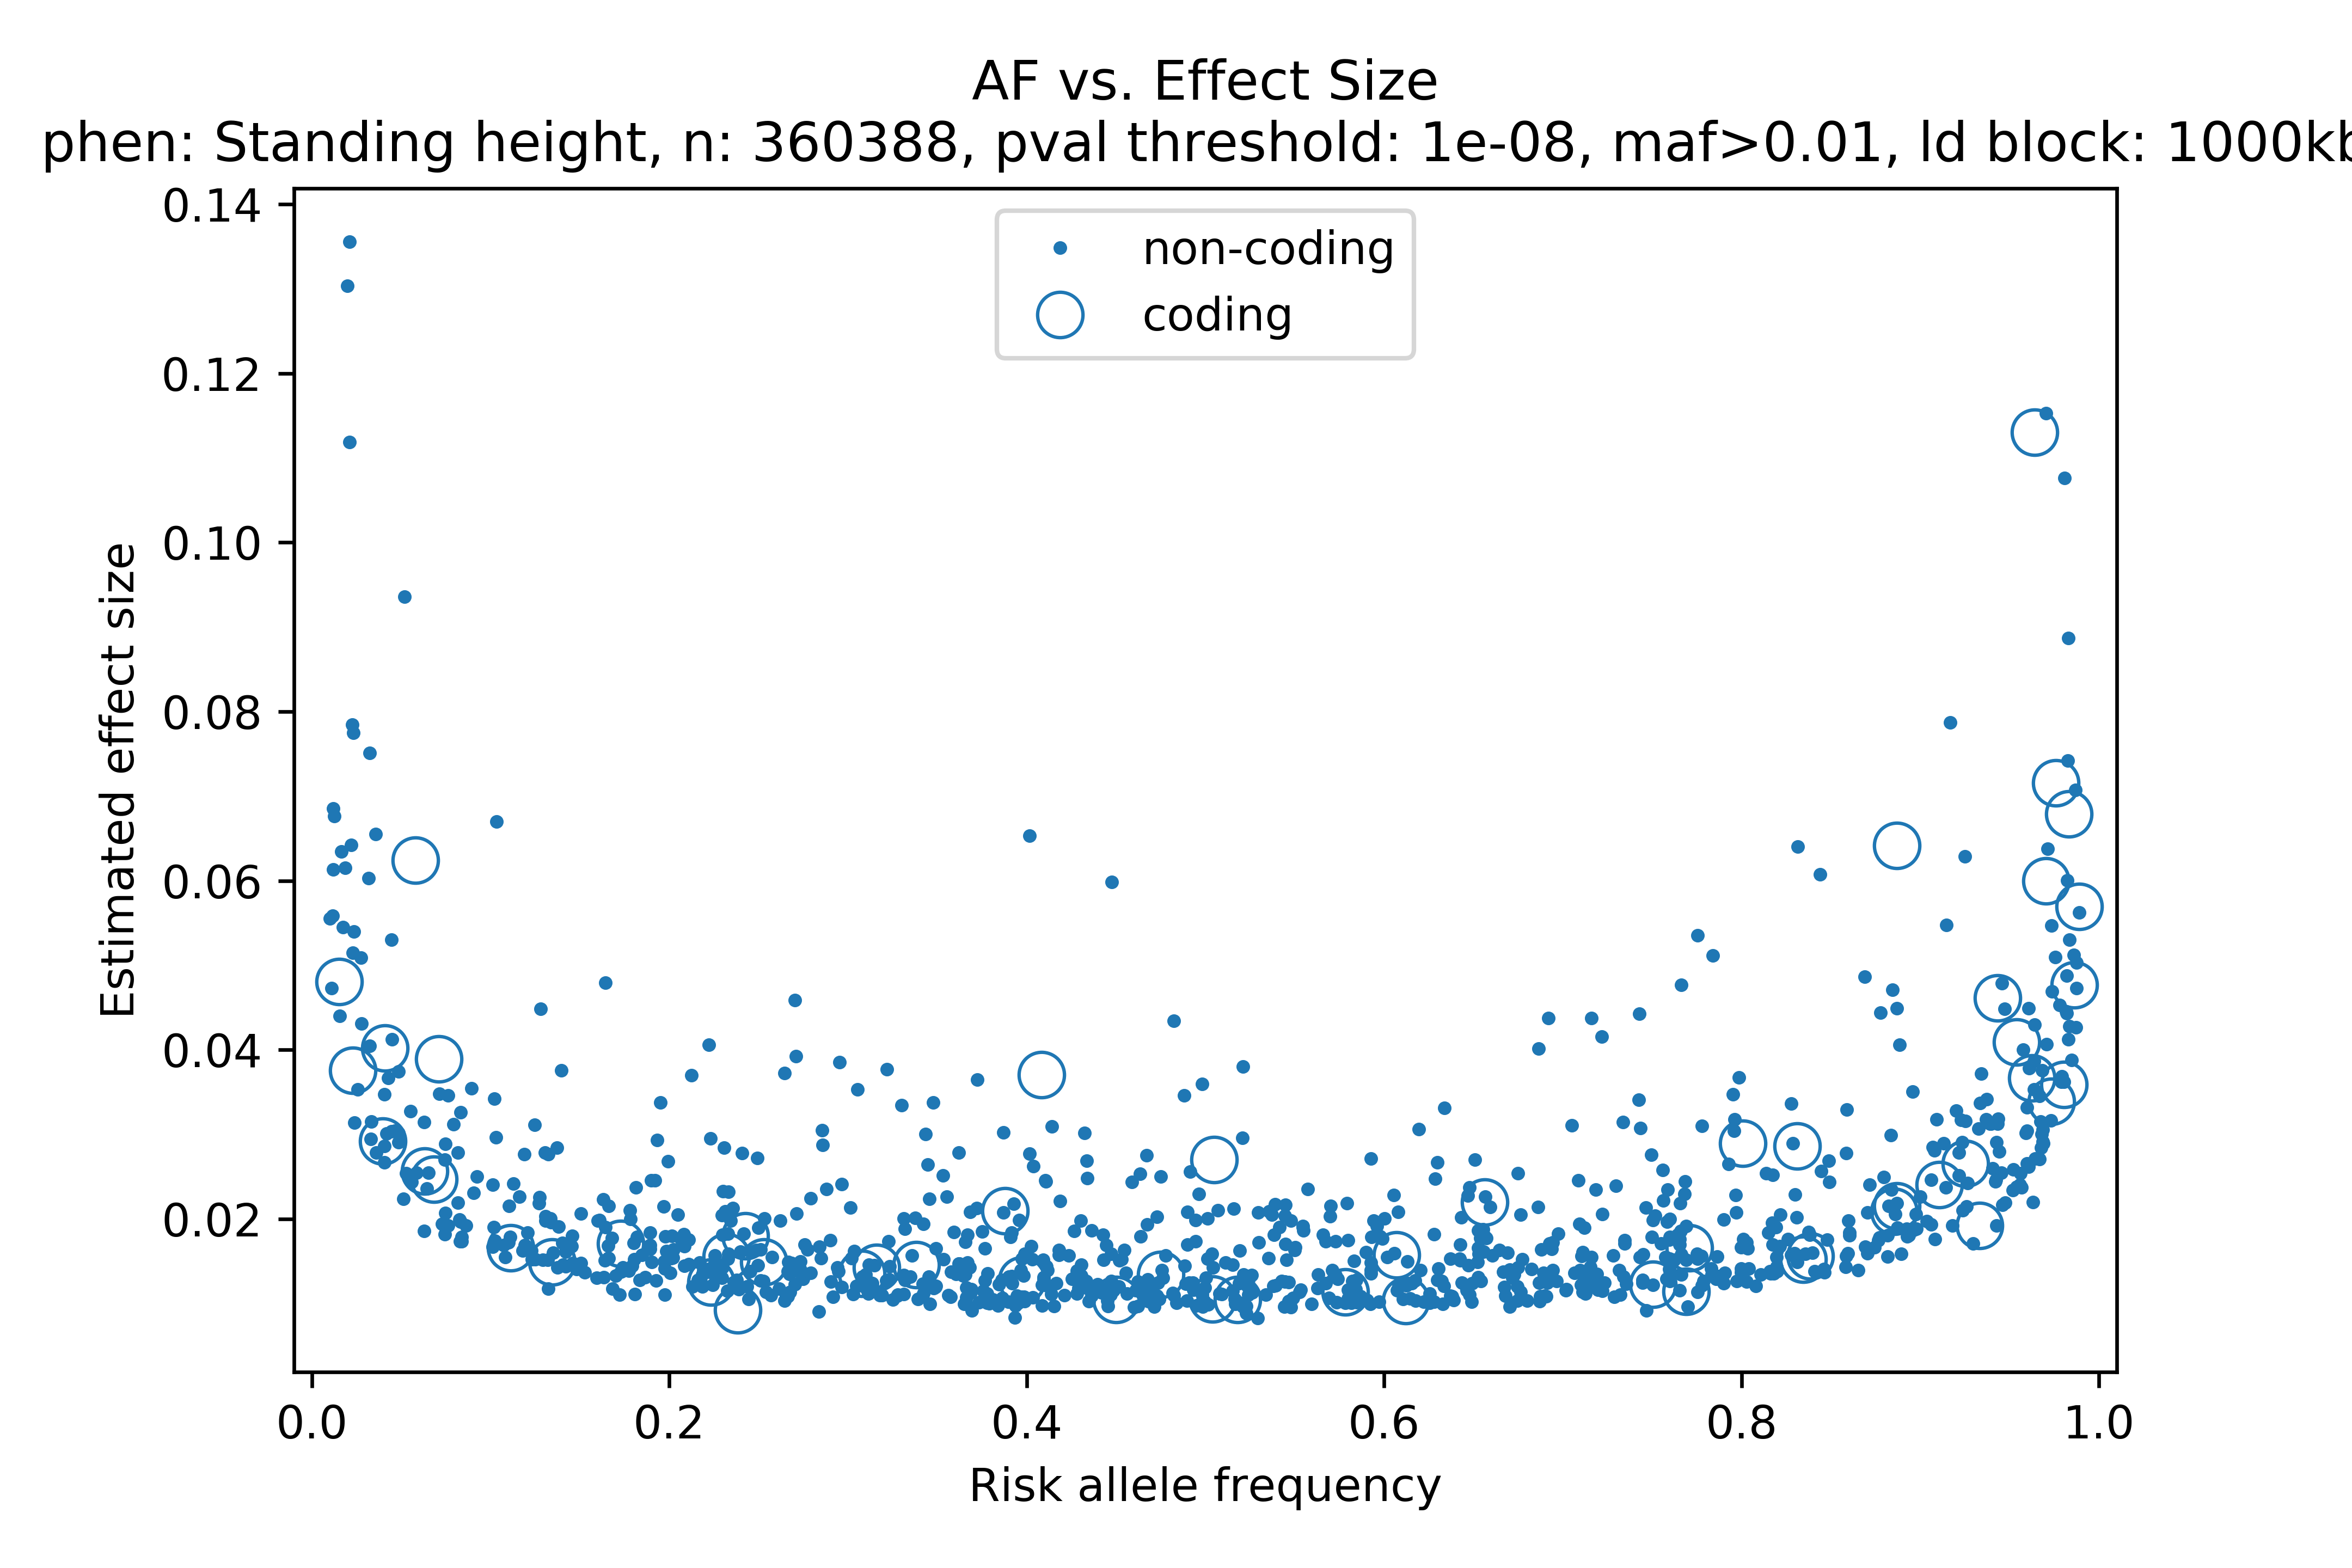 AF vs. Effect Size
phen: Standing height, n: 360388, pval threshold: 1e-08, maf>0.01, ld block: 1000kb
non-coding
coding
0.14
0.12
0.10
0.08
0.06
0.04
0.02
Estimated effect size
0.0 0.2 0.4 0.6 0.8 1.0
Risk allele frequency